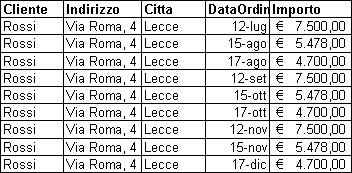 Cliente Indirizzo Citta DataOrdin Importo
Rossi Via Roma, 4 Lecce 12-lug € 7.500,00
Rossi Via Roma, 4 Lecce 15-ago € 5.478,00
Rossi Via Roma, 4 Lecce 17-ago € 4.700,00
Rossi Via Roma, 4 Lecce 12-set € 7.500,00
Rossi Via Roma, 4 Lecce 15-ott € 5.478,00
Rossi Via Roma, 4 Lecce 17-ott € 4.700,00
Rossi Via Roma, 4 Lecce 12-nov € 7.500,00
Rossi Via Roma, 4 Lecce 15-nov € 5.478,00
Rossi Via Roma, 4 Lecce 17-dic € 4.700,00